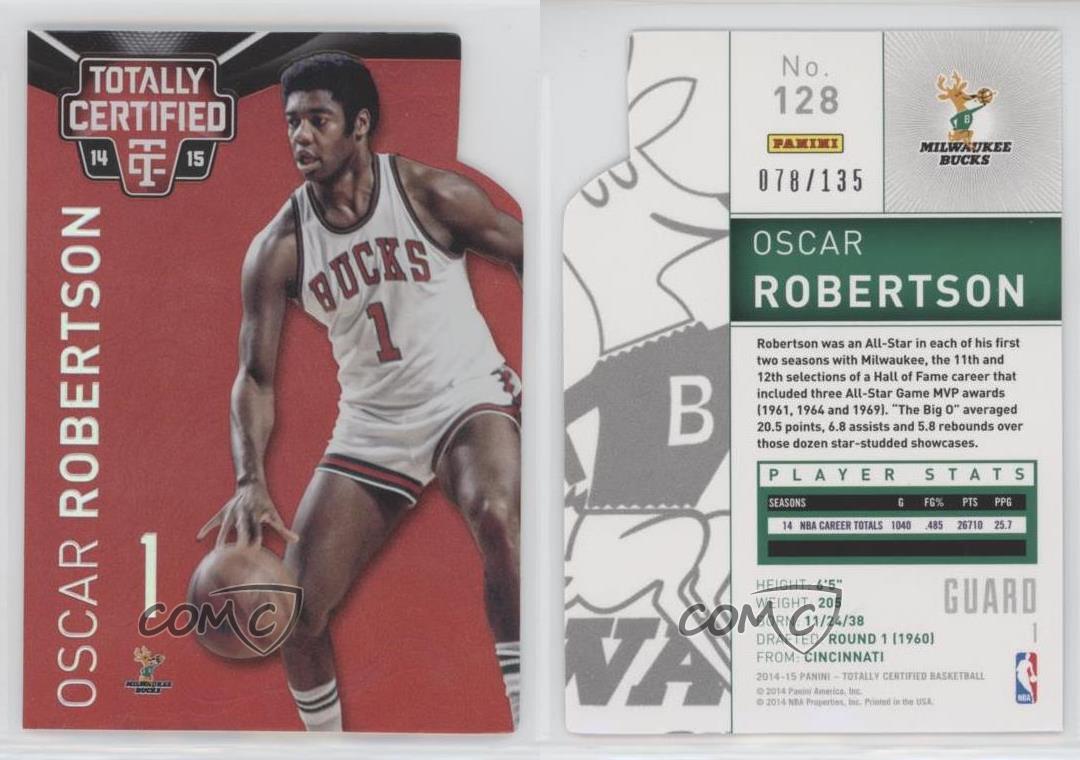 TOTALLY
CERTIFIED
14 TC 15
OSCAR ROBERTSON
BUCKS
1
1
MILWAUKEE
BUCKS
COMC
No.
128
PANINI
078/135
B
MILWAUKEE
BUCKS
OSCAR
ROBERTSON
Robertson was an All-Star in each of his first
two seasons with Milwaukee, the 11th and
12th selections of a Hall of Fame career that
included three All-Star Game MVP awards
(1961, 1964 and 1969). “The Big O” averaged
20.5 points, 6.8 assists and 5.8 rebounds over
those dozen star-studded showcases.
B
PLAYER STATS
SEASONS G FG% PTS PPG
14 NBA CAREER TOTALS 1040 .485 26710 25.7
HEIGHT: 6'5"
WEIGHT: 205
BORN: 11/24/38
DRAFTED: ROUND 1 (1960)
FROM: CINCINNATI
GUARD
1
COMC
WA
2014-15 PANINI – TOTALLY CERTIFIED BASKETBALL
© 2014 Panini America, Inc.
© 2014 NBA Properties, Inc. Printed in the USA.
NBA